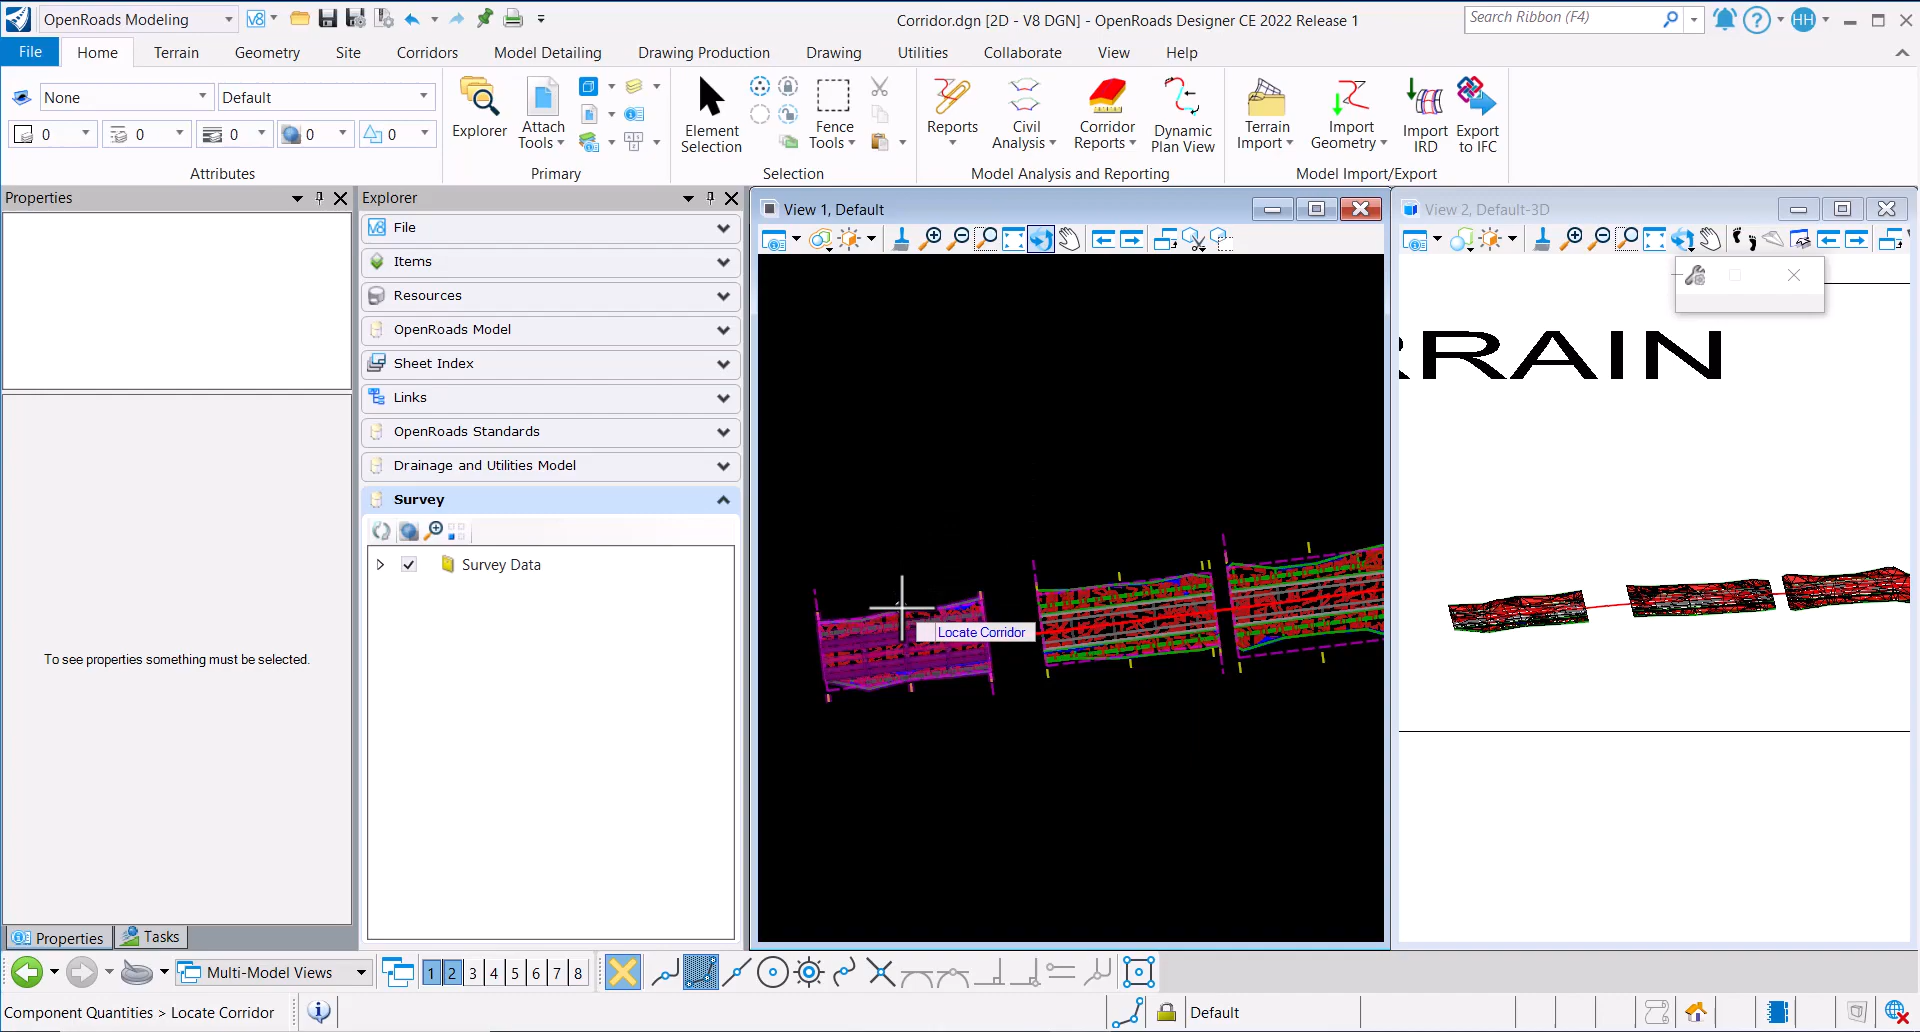 OpenRoads Modeling
V8
Corridor.dgn [2D - V8 DGN] - OpenRoads Designer CE 2022 Release 1
Search Ribbon (F4)
HH
File
Home
Terrain
Geometry
Site
Corridors
Model Detailing
Drawing Production
Drawing
Utilities
Collaborate
View
Help
None
Default
0
0
0
0
0
Attributes
Explorer
Attach
Tools
Primary
Element
Selection
Fence
Tools
Selection
Reports
Civil
Analysis
Corridor
Reports
Dynamic
Plan View
Model Analysis and Reporting
Terrain
Import
Import
Geometry
Import
IRD
Export
to IFC
Model Import/Export
Properties
To see properties something must be selected.
Properties
Tasks
Explorer
V8 File
Items
Resources
OpenRoads Model
Sheet Index
Links
OpenRoads Standards
Drainage and Utilities Model
Survey
Survey Data
View 1, Default
Locate Corridor
View 2, Default-3D
RRAIN
Multi-Model Views
1 2 3 4 5 6 7 8
Component Quantities > Locate Corridor
Default